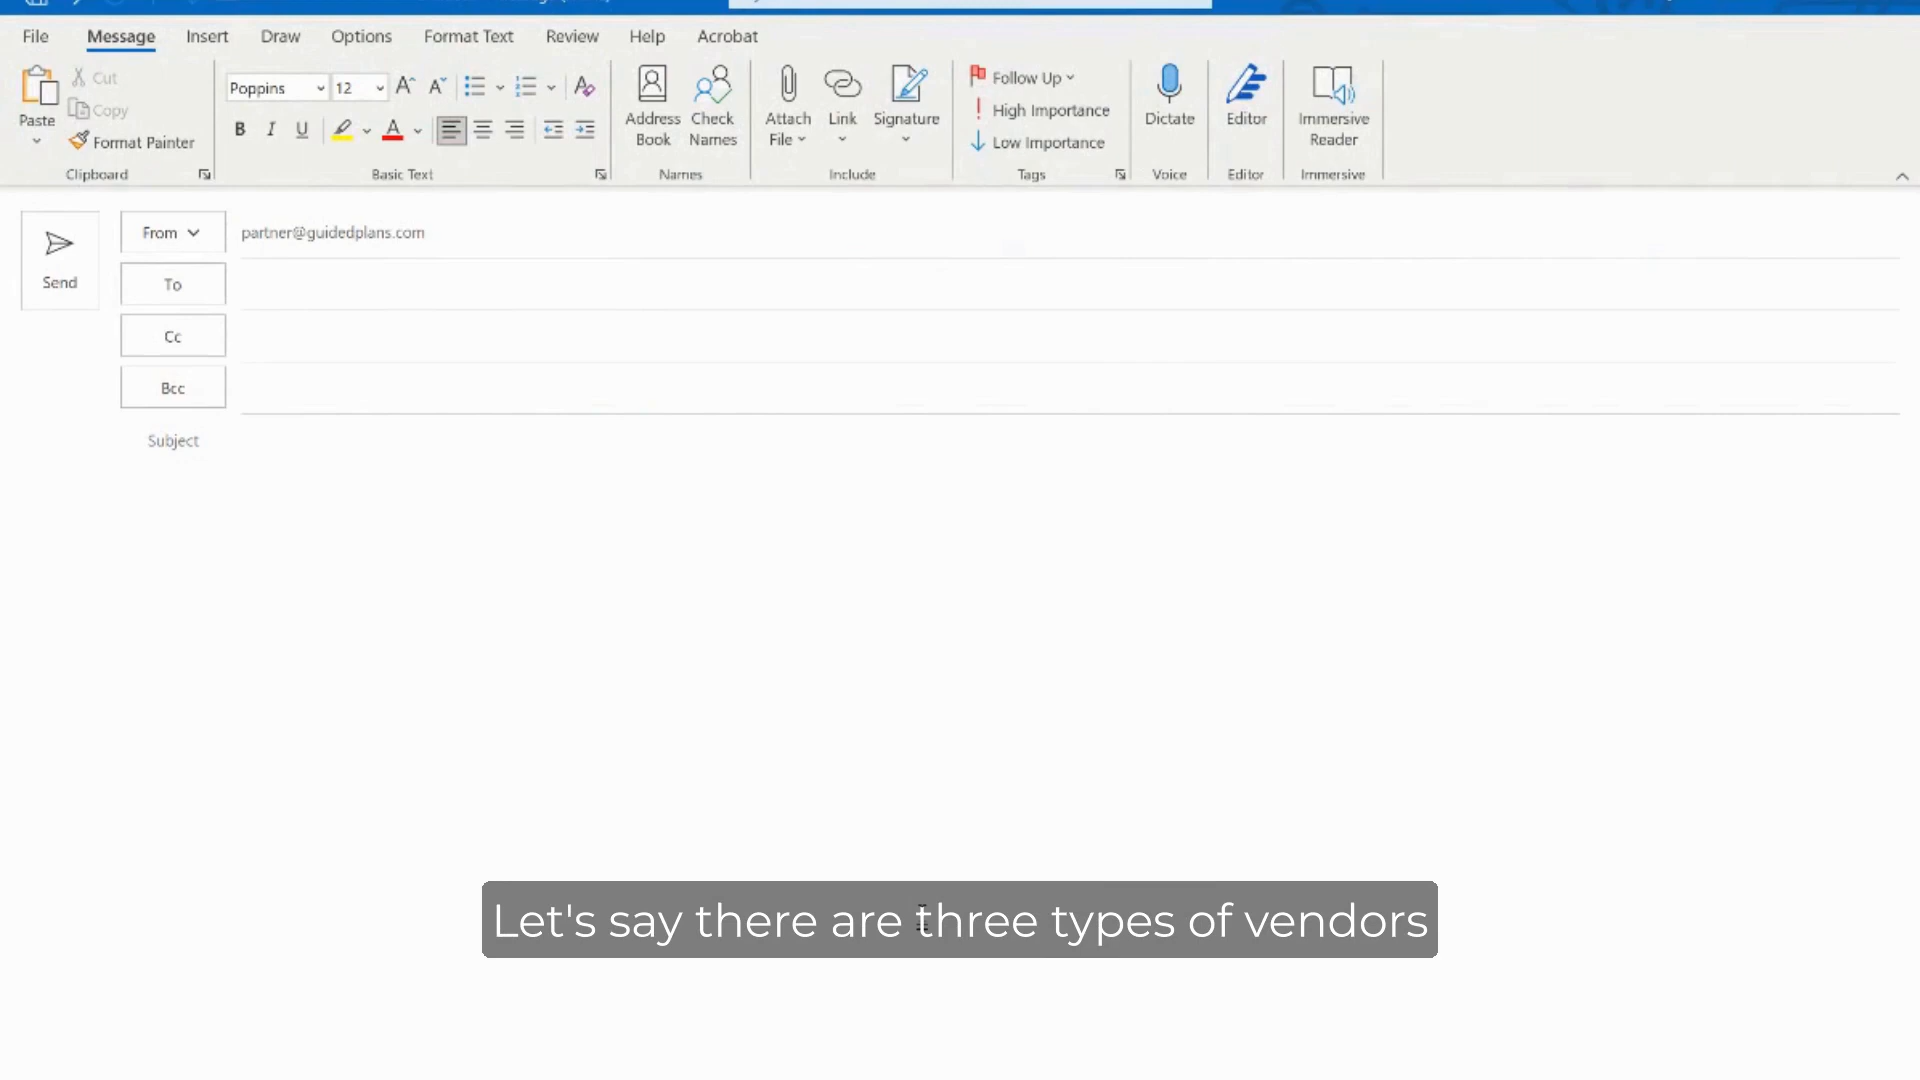 File Message Insert Draw Options Format Text Review Help Acrobat
Paste
Cut
Copy
Format Painter
Clipboard
Poppins 12
B I U
Basic Text
Address Book
Check Names
Names
Attach File
Link
Signature
Include
Follow Up
High Importance
Low Importance
Tags
Dictate
Voice
Editor
Editor
Immersive Reader
Immersive
Send
From partner@guidedplans.com
To
Cc
Bcc
Subject
Let's say there are three types of vendors